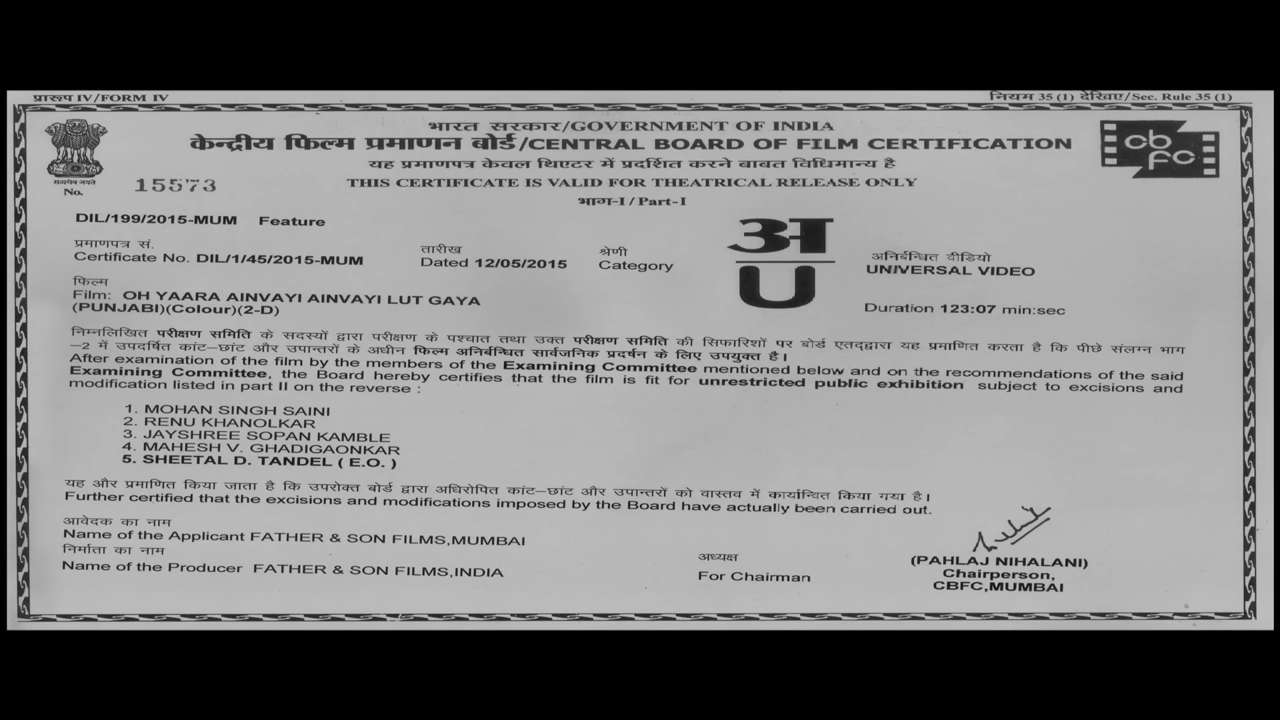 प्रारूप IV/FORM IV
नियम 35 (1) देखिए/Sec. Rule 35 (1)
भारत सरकार/GOVERNMENT OF INDIA
केन्द्रीय फिल्म प्रमाणन बोर्ड/CENTRAL BOARD OF FILM CERTIFICATION
यह प्रमाणपत्र केवल थिएटर में प्रदर्शित करने बाबत विधिमान्य है
THIS CERTIFICATE IS VALID FOR THEATRICAL RELEASE ONLY
भाग-I / Part-I
cb
fc
सत्यमेव जयते
No. 15573
DIL/199/2015-MUM Feature
प्रमाणपत्र सं.
Certificate No. DIL/1/45/2015-MUM
तारीख
Dated 12/05/2015
श्रेणी
Category
अ
U
अनिर्बन्धित वीडियो
UNIVERSAL VIDEO
फिल्म
Film: OH YAARA AINVAYI AINVAYI LUT GAYA
(PUNJABI)(Colour)(2-D)
Duration 123:07 min:sec
निम्नलिखित परीक्षण समिति के सदस्यों द्वारा परीक्षण के पश्चात तथा उक्त परीक्षण समिति की सिफारिशों पर बोर्ड एतद्द्वारा यह प्रमाणित करता है कि पीछे संलग्न भाग
-2 में उपदर्षित कांट-छांट और उपान्तरों के अधीन फिल्म अनिर्बन्धित सार्वजनिक प्रदर्षन के लिए उपयुक्त है।
After examination of the film by the members of the Examining Committee mentioned below and on the recommendations of the said
Examining Committee, the Board hereby certifies that the film is fit for unrestricted public exhibition subject to excisions and
modification listed in part II on the reverse :
1. MOHAN SINGH SAINI
2. RENU KHANOLKAR
3. JAYSHREE SOPAN KAMBLE
4. MAHESH V. GHADIGAONKAR
5. SHEETAL D. TANDEL ( E.O. )
यह और प्रमाणित किया जाता है कि उपरोक्त बोर्ड द्वारा अधिरोपित कांट-छांट और उपान्तरों को वास्तव में कार्यान्वित किया गया है।
Further certified that the excisions and modifications imposed by the Board have actually been carried out.
आवेदक का नाम
Name of the Applicant FATHER & SON FILMS,MUMBAI
निर्माता का नाम
Name of the Producer FATHER & SON FILMS,INDIA
अध्यक्ष
For Chairman
(PAHLAJ NIHALANI)
Chairperson,
CBFC,MUMBAI